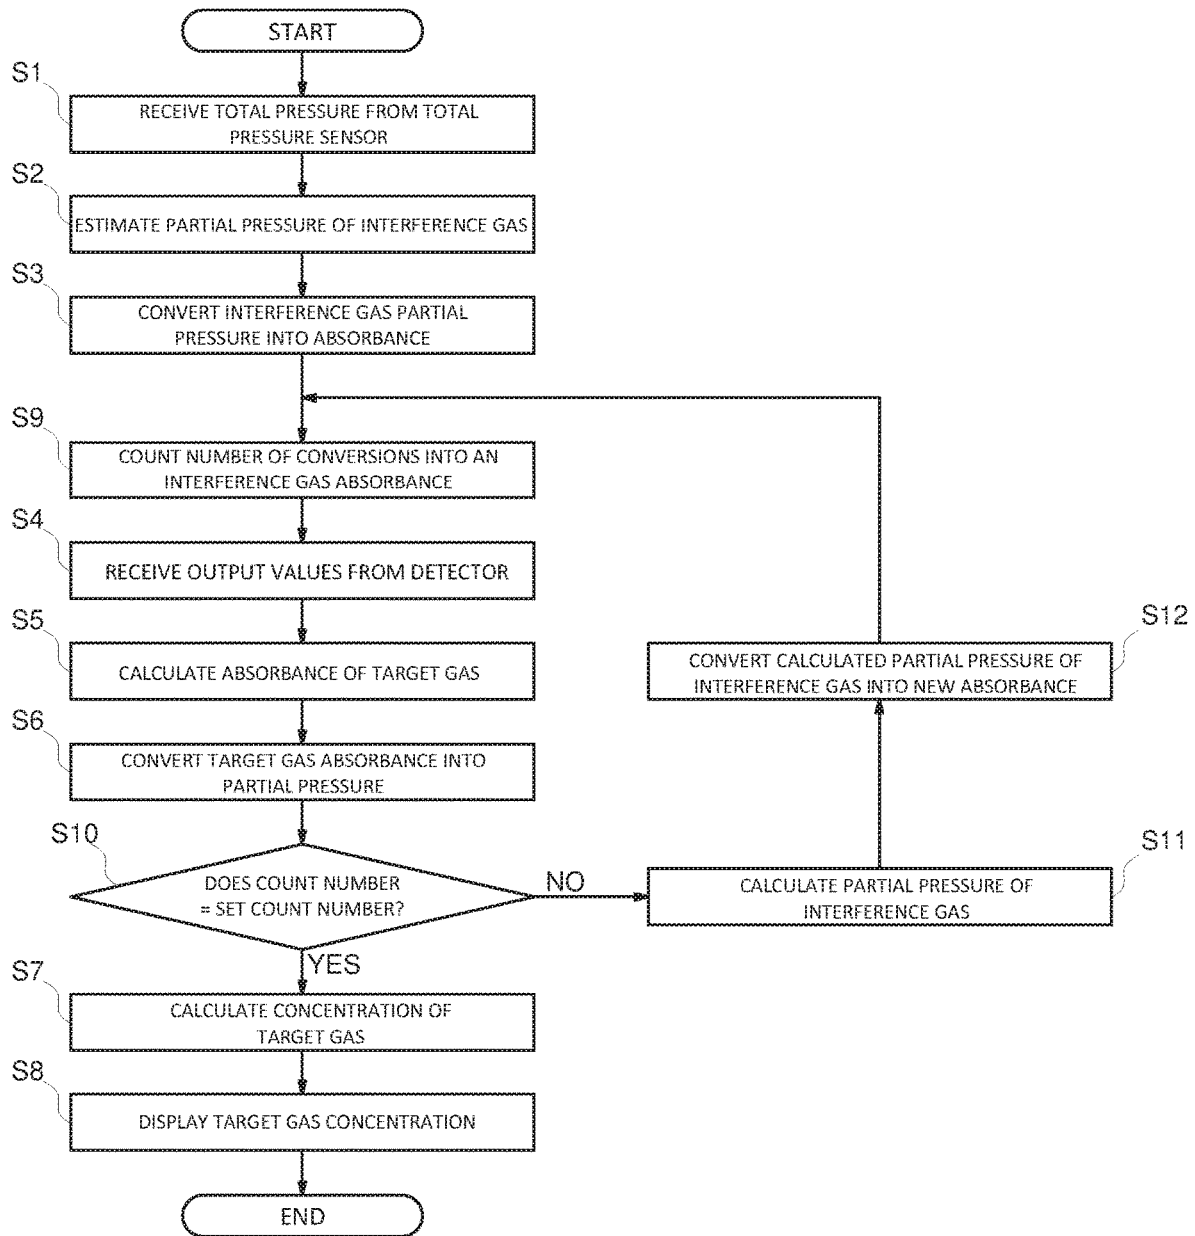 START
S1
RECEIVE TOTAL PRESSURE FROM TOTAL
PRESSURE SENSOR
S2
ESTIMATE PARTIAL PRESSURE OF INTERFERENCE GAS
S3
CONVERT INTERFERENCE GAS PARTIAL
PRESSURE INTO ABSORBANCE
S9
COUNT NUMBER OF CONVERSIONS INTO AN
INTERFERENCE GAS ABSORBANCE
S4
RECEIVE OUTPUT VALUES FROM DETECTOR
S5
CALCULATE ABSORBANCE OF TARGET GAS
S12
CONVERT CALCULATED PARTIAL PRESSURE OF
INTERFERENCE GAS INTO NEW ABSORBANCE
S6
CONVERT TARGET GAS ABSORBANCE INTO
PARTIAL PRESSURE
S10
DOES COUNT NUMBER
= SET COUNT NUMBER?
NO
S11
CALCULATE PARTIAL PRESSURE OF
INTERFERENCE GAS
YES
S7
CALCULATE CONCENTRATION OF
TARGET GAS
S8
DISPLAY TARGET GAS CONCENTRATION
END